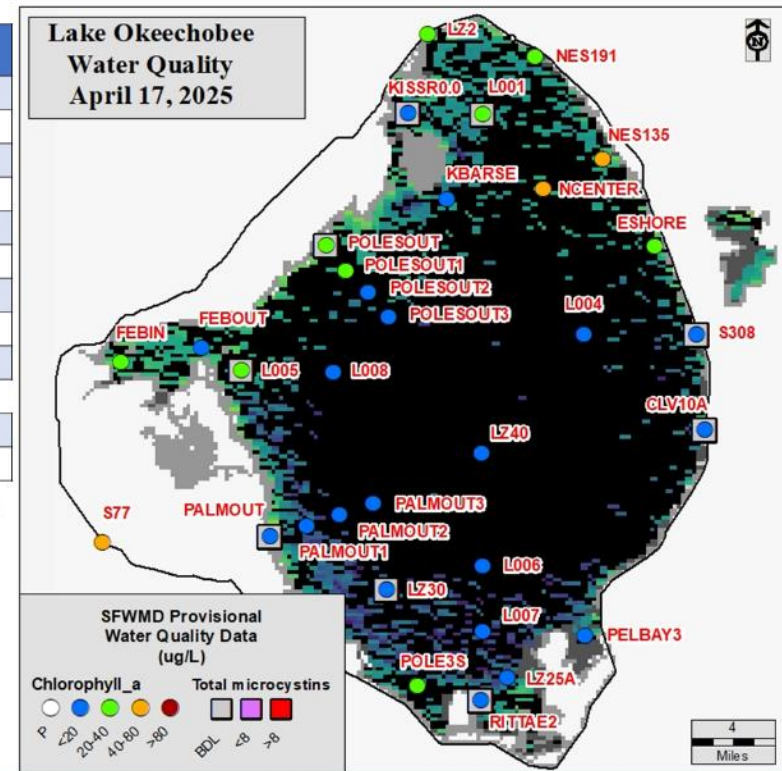 Lake Okeechobee
Water Quality
April 17, 2025
N
LZ2
NES191
KISSR0.0
L001
NES135
KBARSE
NCENTER
ESHORE
POLESOUT
POLESOUT1
POLESOUT2
POLESOUT3
L004
S308
FEBIN
FEBOUT
L005
L008
CLV10A
LZ40
S77
PALMOUT
PALMOUT3
PALMOUT2
PALMOUT1
L006
LZ30
L007
PELBAY3
POLE3S
LZ25A
RITTAE2
SFWMD Provisional
Water Quality Data
(ug/L)
Chlorophyll_a Total microcystins
P <20 20-40 40-80 >80 BDL <8 >8
4
Miles